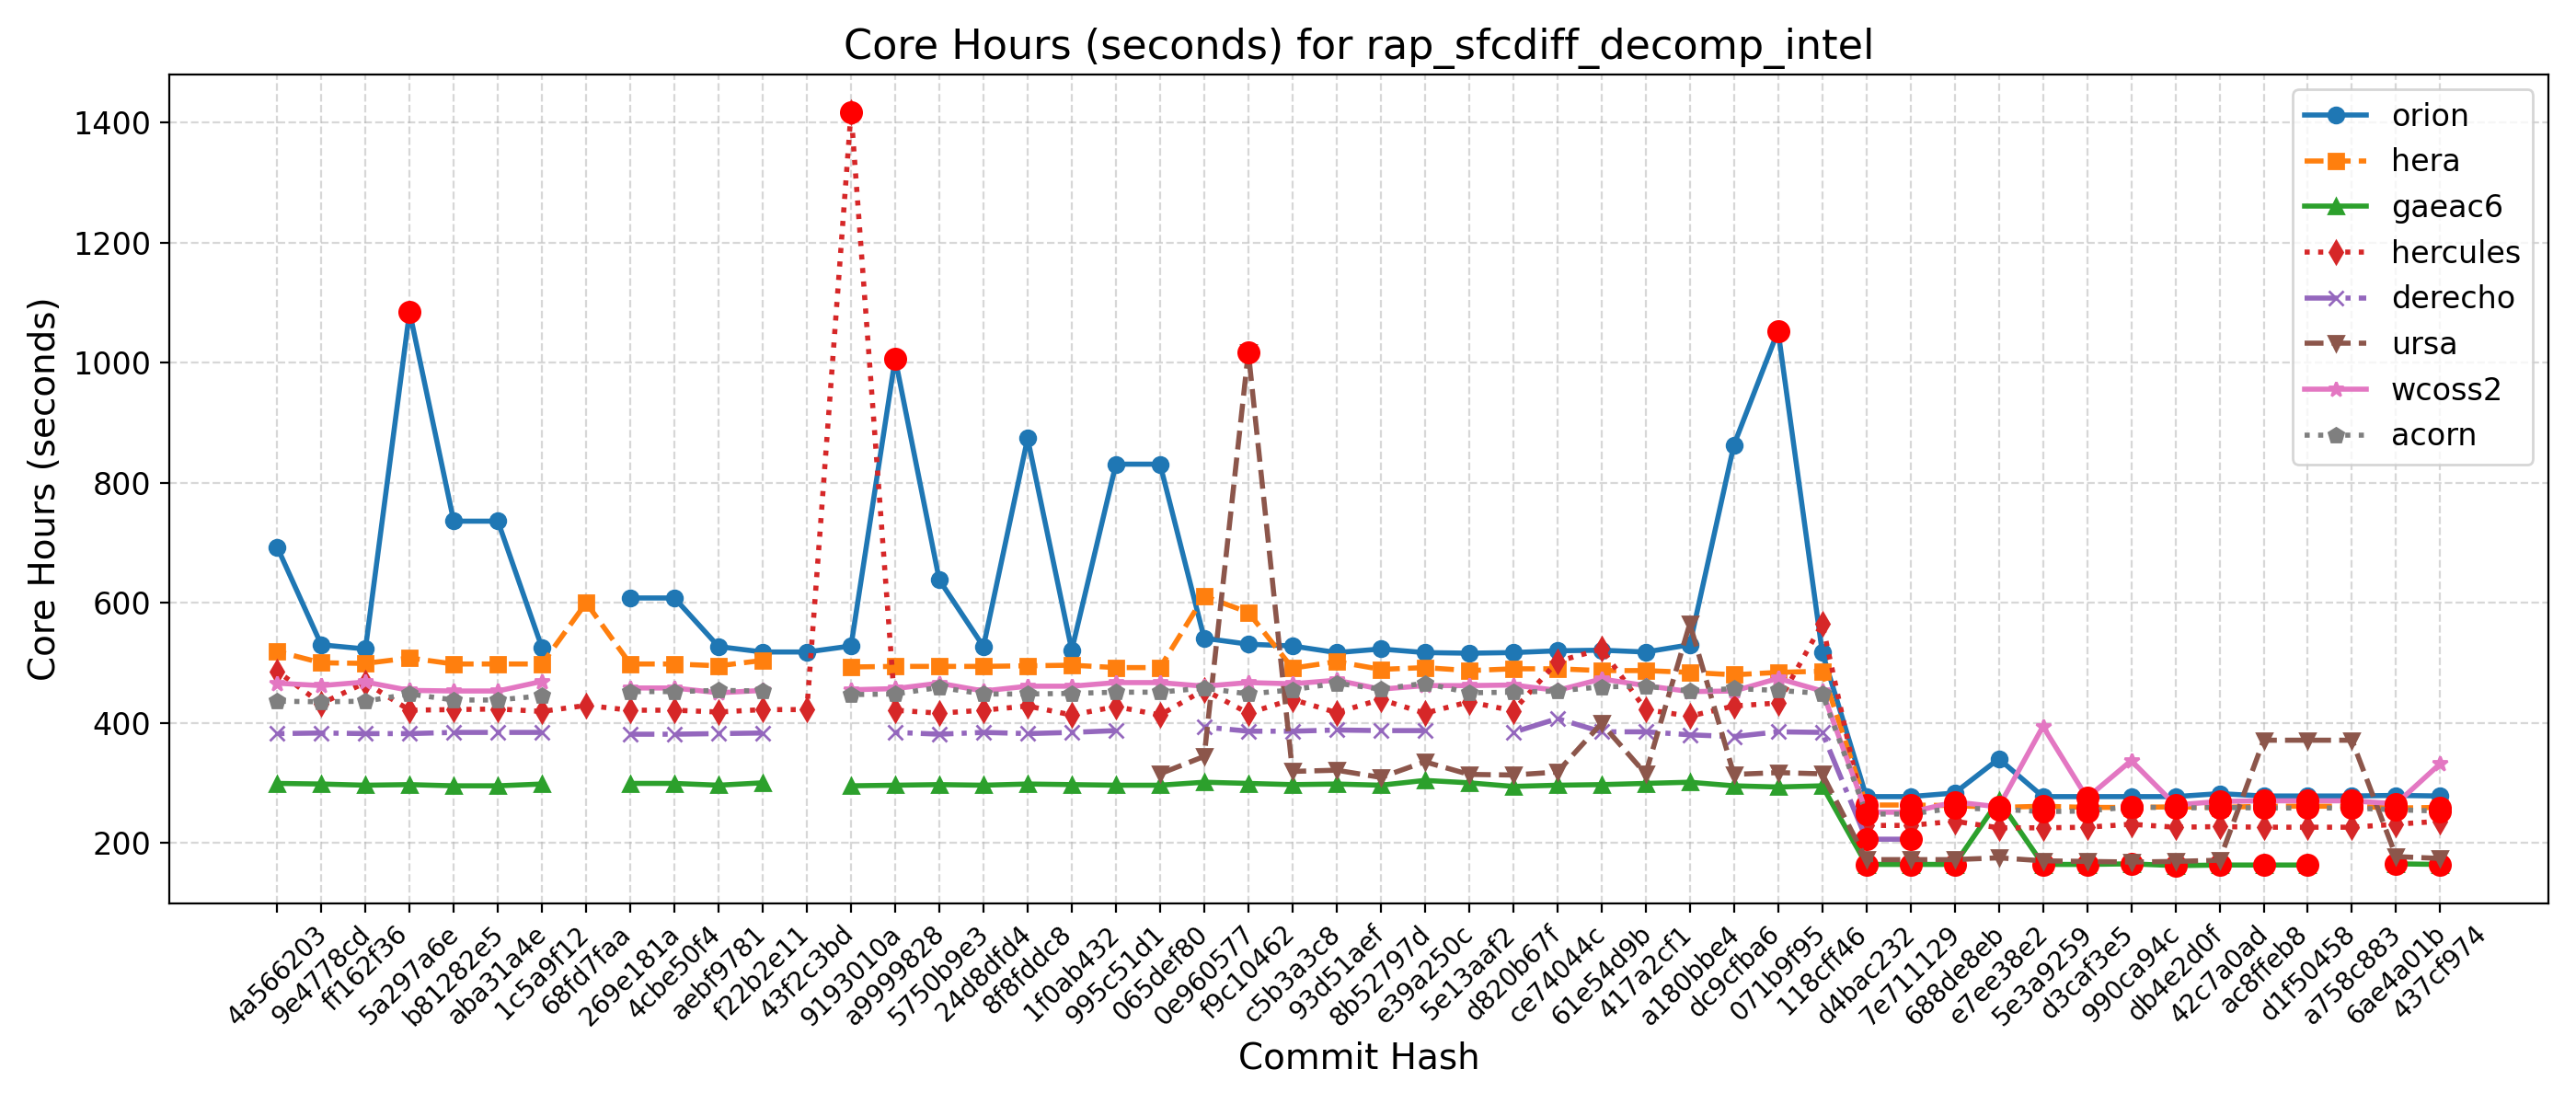 Core Hours (seconds) for rap_sfcdiff_decomp_intel
Core Hours (seconds)
1400
1200
1000
800
600
400
200
orion
hera
gaeac6
hercules
derecho
ursa
wcoss2
acorn
4a566203
9e4778cd
ff162f36
5a297a6e
b81282e5
aba31a4e
1c5a9f12
68fd7faa
269e181a
4cbe50f4
aebf9781
f22b2e11
43f2c3bd
9193010a
a9999828
5750b9e3
24d8dfd4
8f8fddc8
1f0ab432
995c51d1
065def80
0e960577
f9c10462
c5b3a3c8
93d51aef
8b52797d
e39a250c
5e13aaf2
d820b67f
ce74044c
61e54d9b
417a2cf1
a180bbe4
dc9cfba6
071b9f95
118cff46
d4bac232
7e711129
688de8eb
e7ee38e2
5e3a9259
d3caf3e5
990ca94c
db4e2d0f
42c7a0ad
ac8ffeb8
d1f50458
a758c883
6ae4a01b
437cf974
Commit Hash